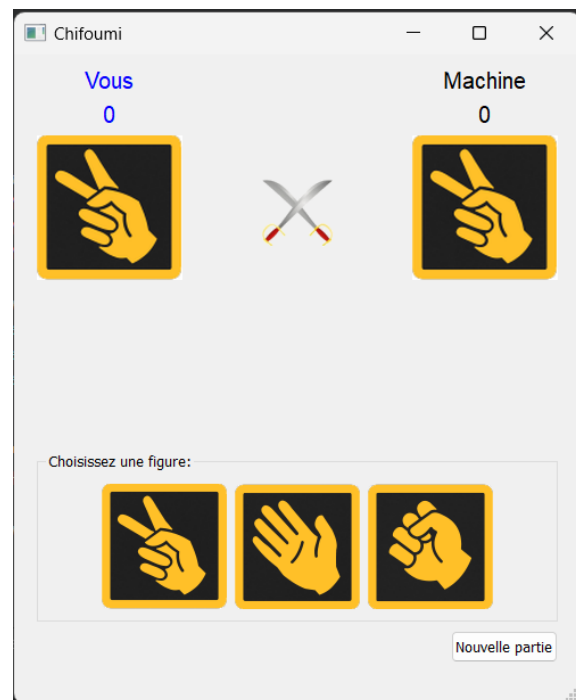 Chifoumi
Vous
Machine
0
0
Choisissez une figure:
Nouvelle partie